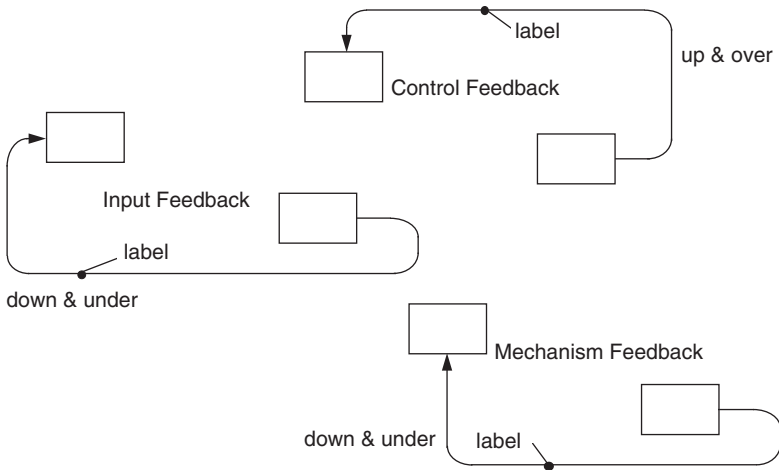 label
up & over
Control Feedback
Input Feedback
label
down & under
Mechanism Feedback
down & under
label